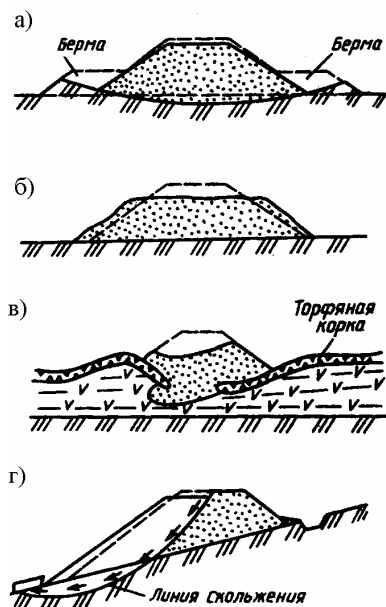 а)
Берма Берма
б)
в)
Торфяная
корка
г)
Линия скольжения